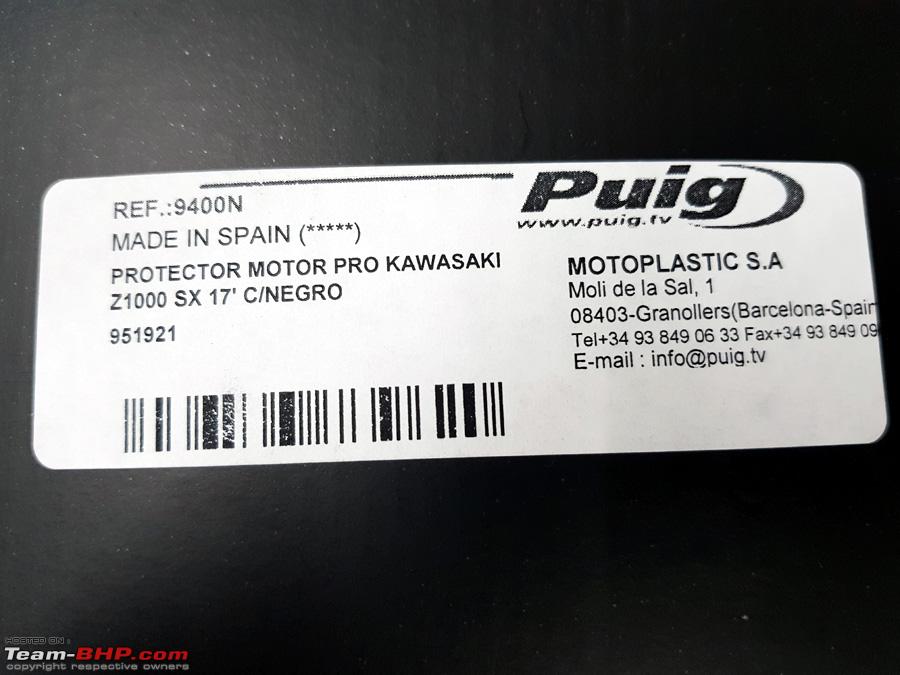 REF.:9400N
MADE IN SPAIN (*****)
PROTECTOR MOTOR PRO KAWASAKI
Z1000 SX 17' C/NEGRO
951921
Puig
www.puig.tv
MOTOPLASTIC S.A
Moli de la Sal, 1
08403-Granollers(Barcelona-Spain
Tel+34 93 849 06 33 Fax+34 93 849 09
E-mail : info@puig.tv
HOSTED ON :
Team-BHP.com
copyright respective owners